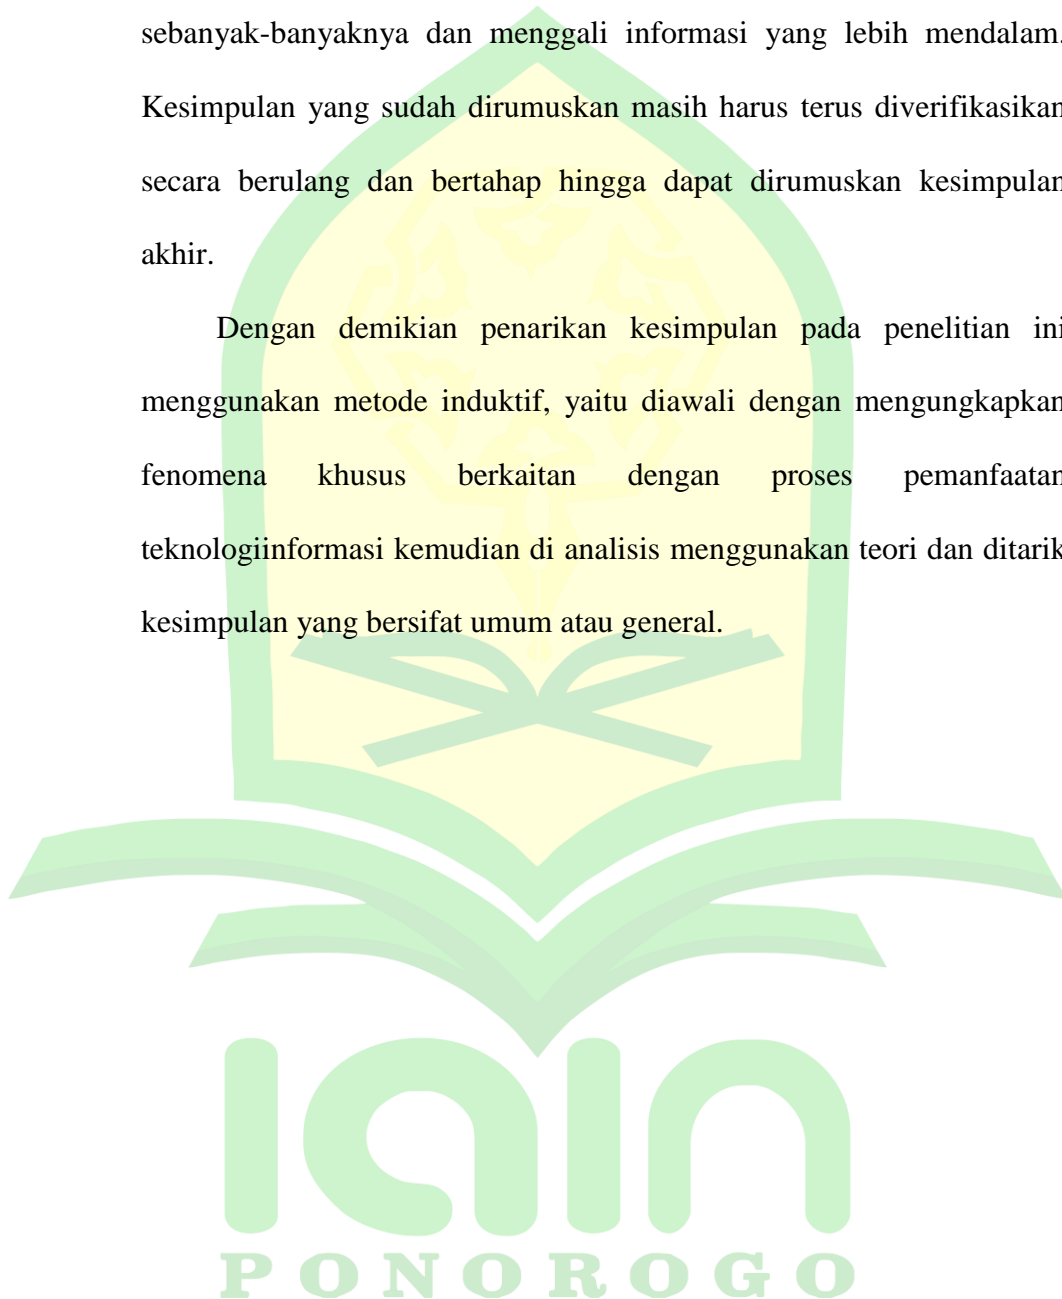 sebanyak-banyaknya dan menggali informasi yang lebih mendalam.
Kesimpulan yang sudah dirumuskan masih harus terus diverifikasikan
secara berulang dan bertahap hingga dapat dirumuskan kesimpulan
akhir.
Dengan demikian penarikan kesimpulan pada penelitian ini
menggunakan metode induktif, yaitu diawali dengan mengungkapkan
fenomena khusus berkaitan dengan proses pemanfaatan
teknologiinformasi kemudian di analisis menggunakan teori dan ditarik
kesimpulan yang bersifat umum atau general.
iain
PONOROGO